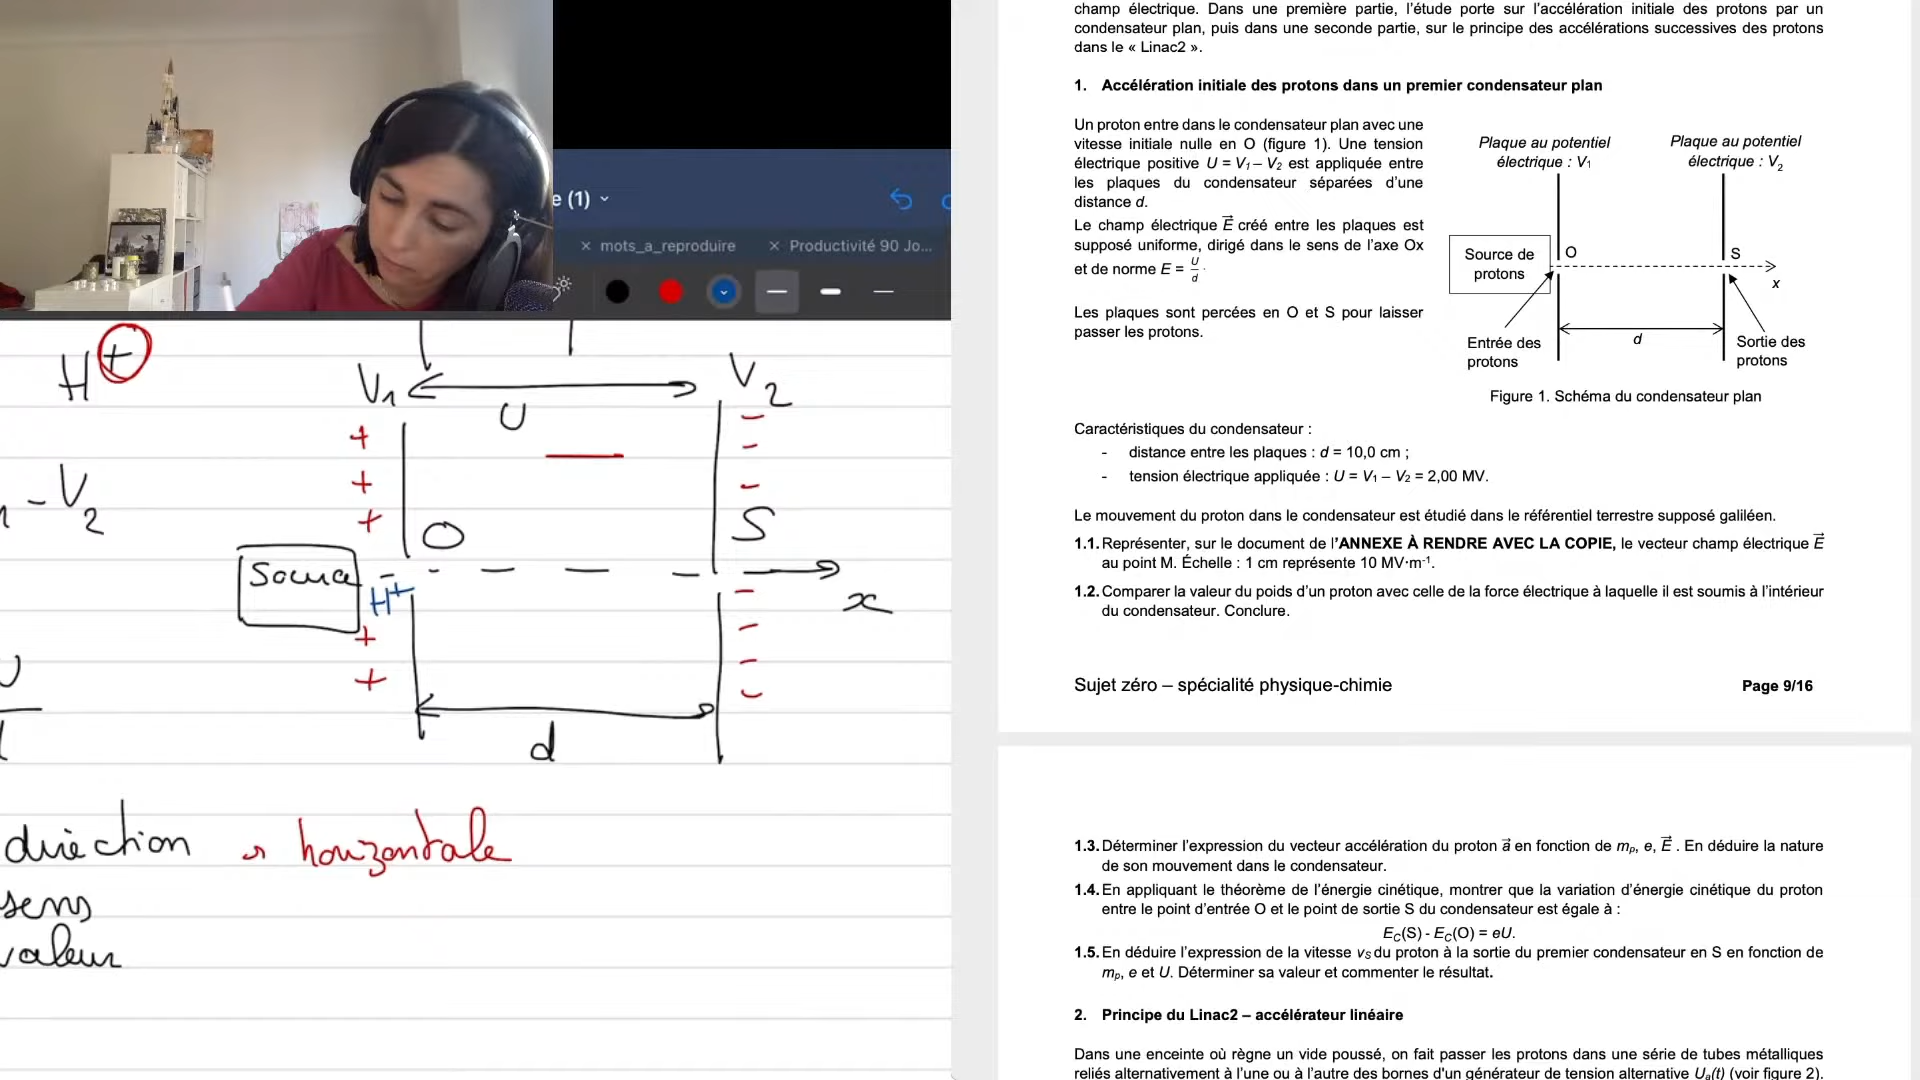 e (1)
mots_a_reproduire
Productivité 90 Jo...
H+
V1
V2
U
- V2
O
S
Source
H+
x
d
direction → horizontale
sens
valeur
champ électrique. Dans une première partie, l'étude porte sur l'accélération initiale des protons par un
condensateur plan, puis dans une seconde partie, sur le principe des accélérations successives des protons
dans le « Linac2 ».
1. Accélération initiale des protons dans un premier condensateur plan
Un proton entre dans le condensateur plan avec une
vitesse initiale nulle en O (figure 1). Une tension
électrique positive U = V1 – V2 est appliquée entre
les plaques du condensateur séparées d'une
distance d.
Le champ électrique E⃗ créé entre les plaques est
supposé uniforme, dirigé dans le sens de l'axe Ox
et de norme E = U/d.
Les plaques sont percées en O et S pour laisser
passer les protons.
Plaque au potentiel
électrique : V1
Plaque au potentiel
électrique : V2
Source de
protons
O
S
x
d
Entrée des
protons
Sortie des
protons
Figure 1. Schéma du condensateur plan
Caractéristiques du condensateur :
- distance entre les plaques : d = 10,0 cm ;
- tension électrique appliquée : U = V1 – V2 = 2,00 MV.
Le mouvement du proton dans le condensateur est étudié dans le référentiel terrestre supposé galiléen.
1.1. Représenter, sur le document de l'ANNEXE À RENDRE AVEC LA COPIE, le vecteur champ électrique E⃗
au point M. Échelle : 1 cm représente 10 MV·m⁻¹.
1.2. Comparer la valeur du poids d'un proton avec celle de la force électrique à laquelle il est soumis à l'intérieur
du condensateur. Conclure.
Sujet zéro – spécialité physique-chimie
Page 9/16
1.3. Déterminer l'expression du vecteur accélération du proton a⃗ en fonction de mp, e, E⃗ . En déduire la nature
de son mouvement dans le condensateur.
1.4. En appliquant le théorème de l'énergie cinétique, montrer que la variation d'énergie cinétique du proton
entre le point d'entrée O et le point de sortie S du condensateur est égale à :
EC(S) - EC(O) = eU.
1.5. En déduire l'expression de la vitesse vS du proton à la sortie du premier condensateur en S en fonction de
mp, e et U. Déterminer sa valeur et commenter le résultat.
2. Principe du Linac2 – accélérateur linéaire
Dans une enceinte où règne un vide poussé, on fait passer les protons dans une série de tubes métalliques
reliés alternativement à l'une ou à l'autre des bornes d'un générateur de tension alternative Ua(t) (voir figure 2).